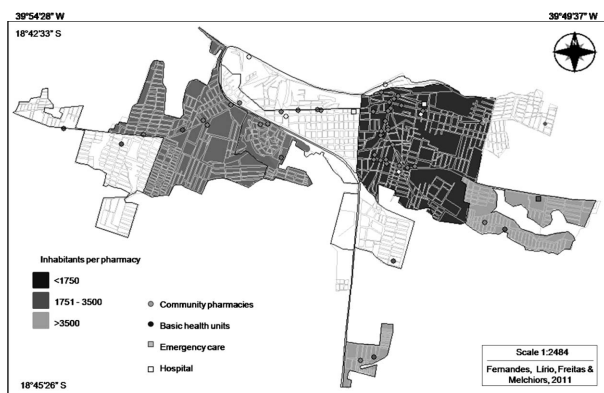 39°54'28" W
39°49'37" W
18°42'33" S
Inhabitants per pharmacy
<1750
1751 - 3500
>3500
Community pharmacies
Basic health units
Emergency care
Hospital
18°45'26" S
Scale 1:2484
Fernandes, Lírio, Freitas &
Melchiors, 2011